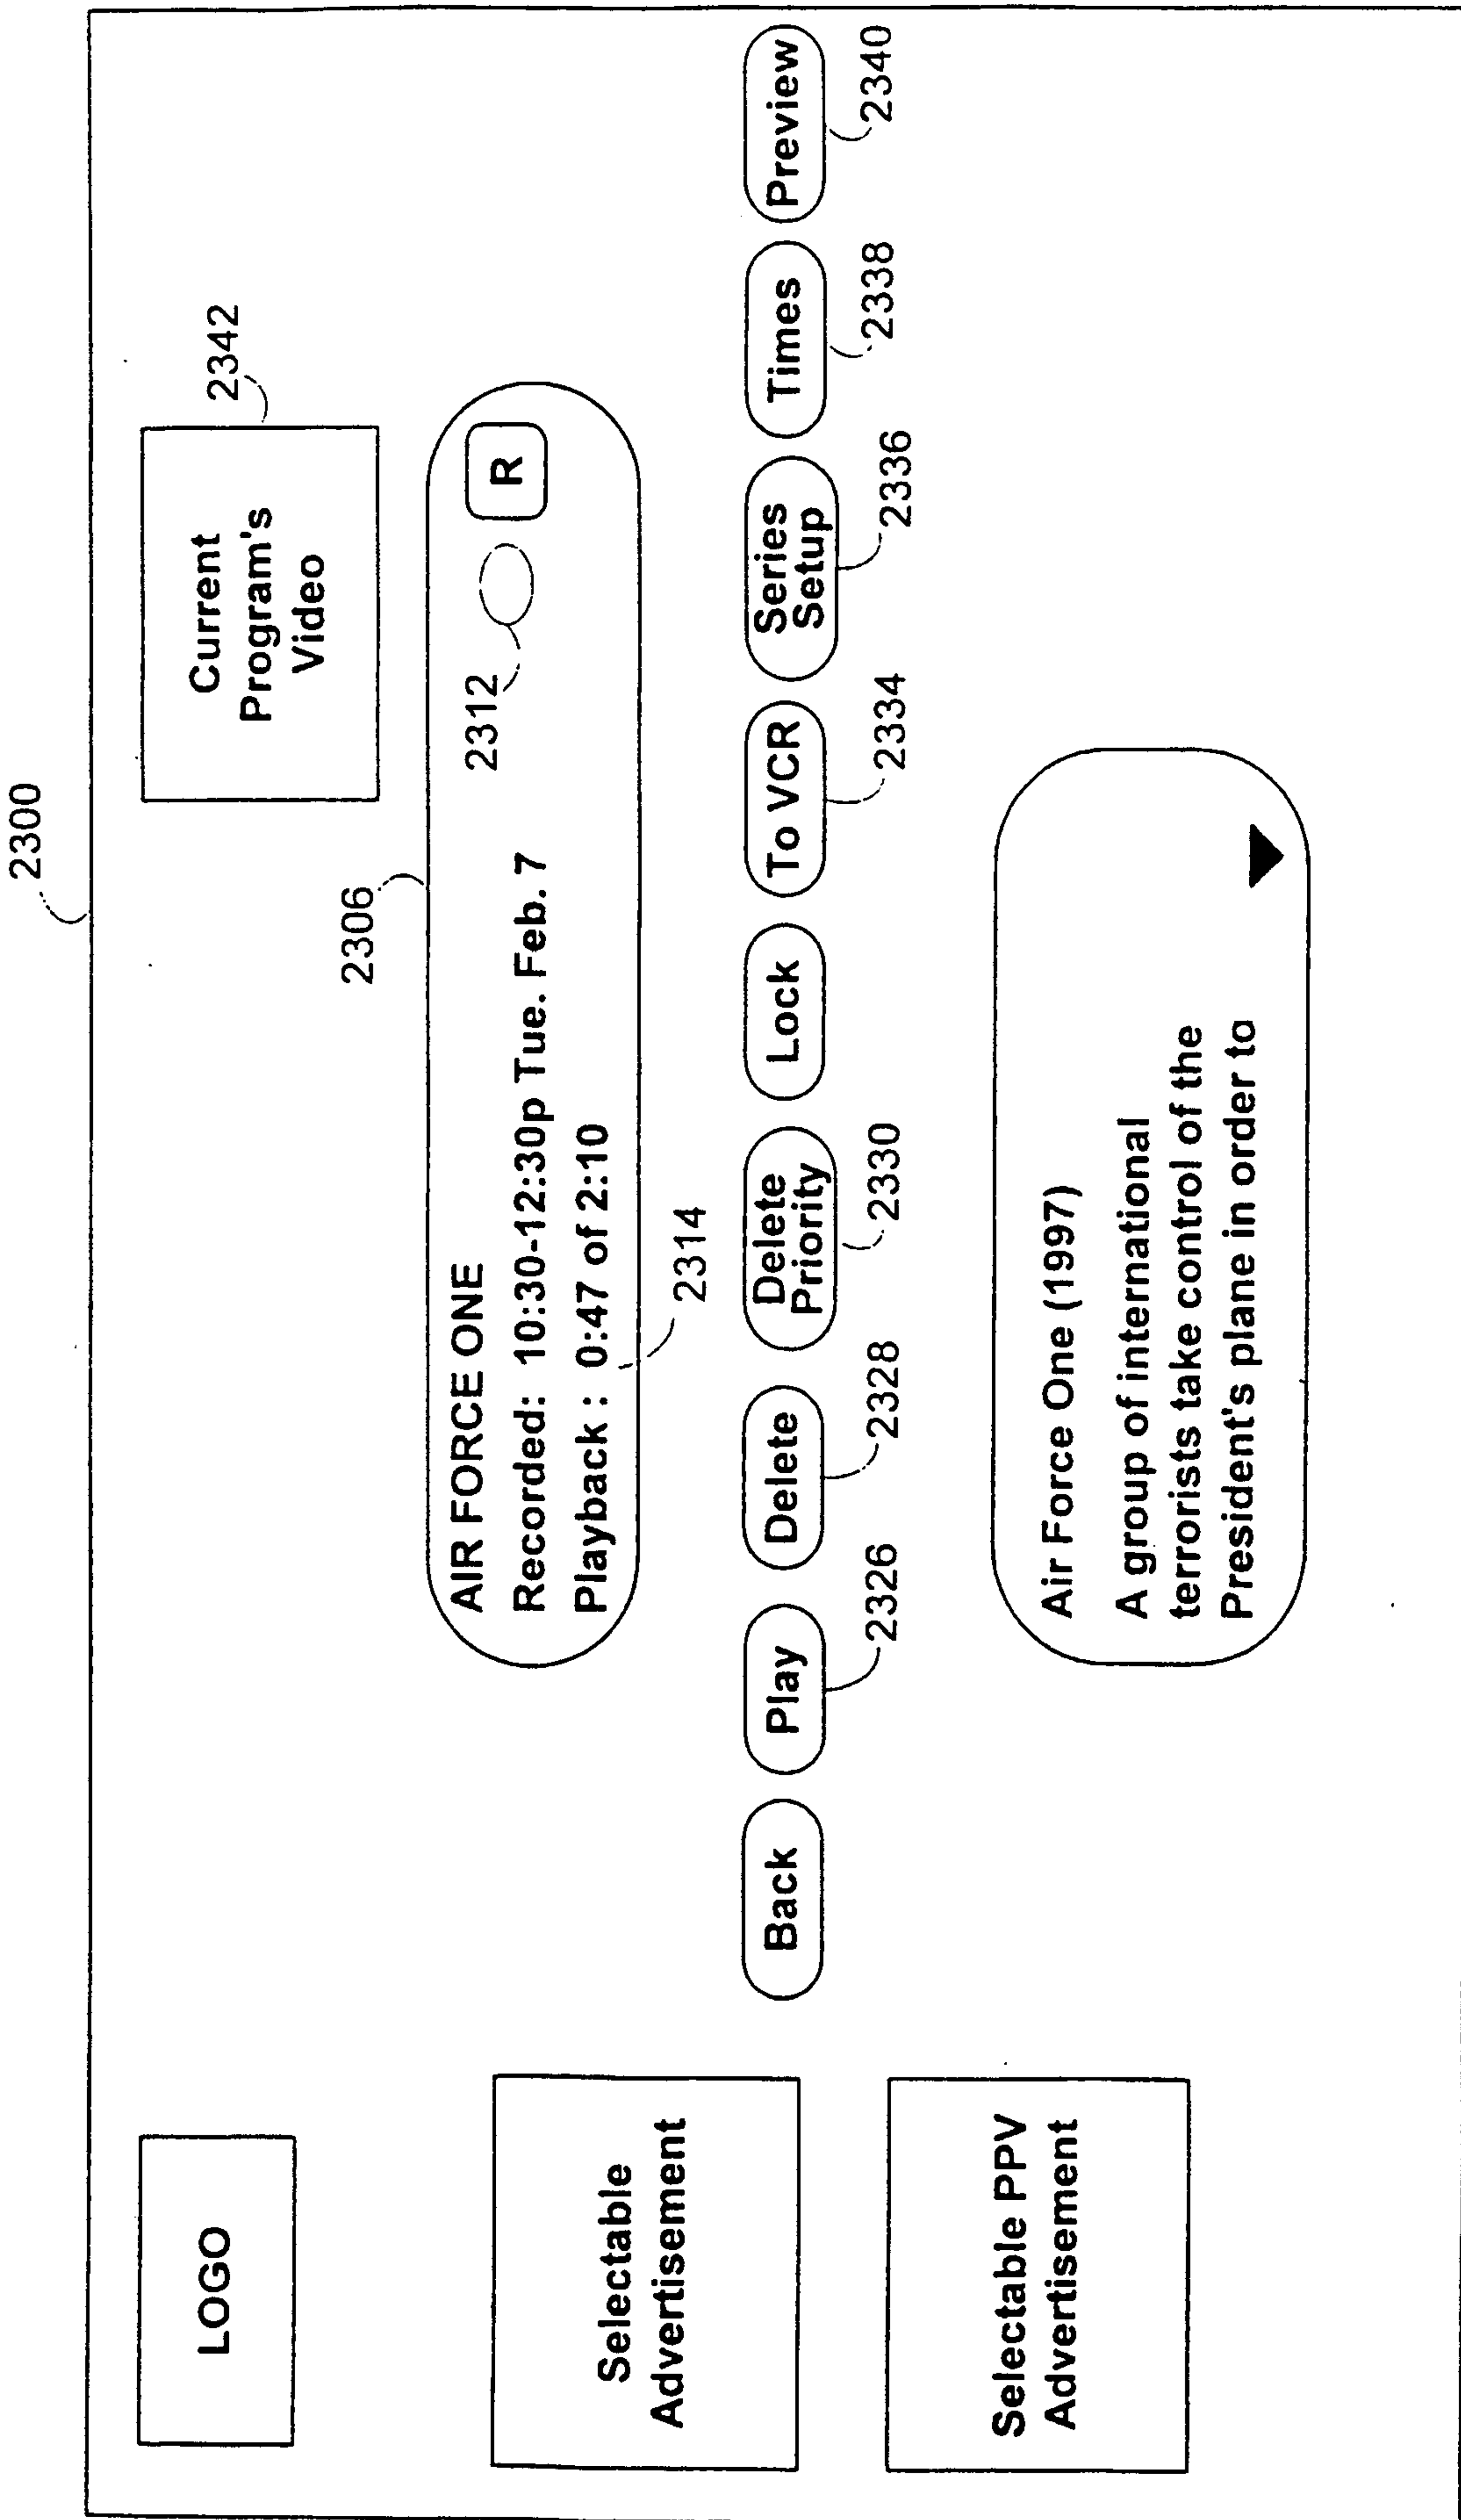 2300
LOGO
Current
Program's
Video
2342
2306
AIR FORCE ONE
Recorded: 10:30-12:30p Tue. Feb. 7
Playback : 0:47 of 2:10
2312
R
2314
Selectable
Advertisement
Back
Play
Delete
Delete
Priority
Lock
To VCR
Series
Setup
Times
Preview
2326
2328
2330
2334
2336
2338
2340
Selectable PPV
Advertisement
Air Force One (1997)
A group of international
terrorists take control of the
President's plane in order to